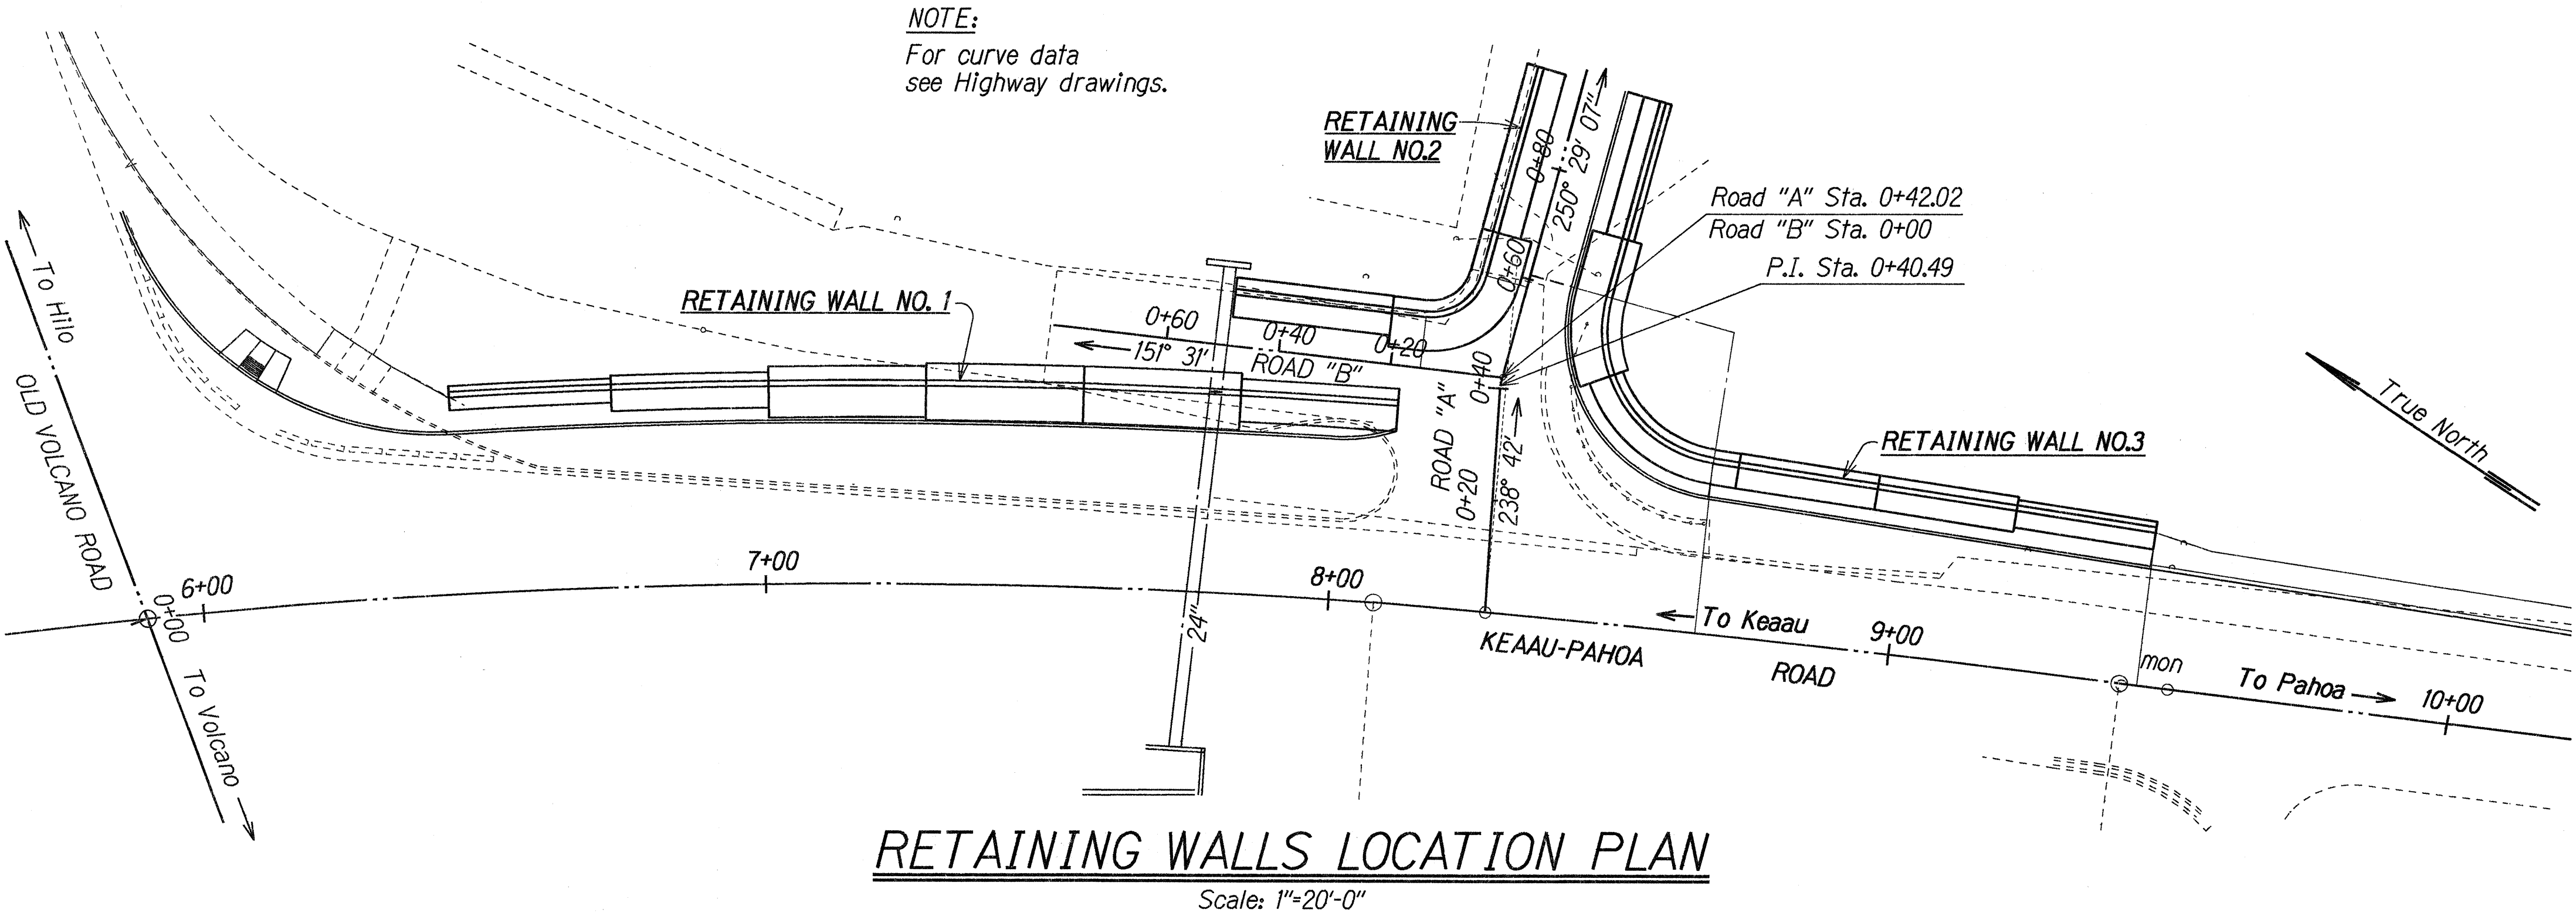 NOTE:
For curve data
see Highway drawings.
RETAINING
WALL NO.2
0+80
250° 29' 07"
Road "A" Sta. 0+42.02
Road "B" Sta. 0+00
P.I. Sta. 0+40.49
0+60
To Hilo
OLD VOLCANO ROAD
RETAINING WALL NO. 1
0+60
0+40
0+20
151° 31'
ROAD "B"
0+40
ROAD "A"
0+20
238° 42'
True North
RETAINING WALL NO.3
6+00
0+00
To Volcano
7+00
8+00
24"
To Keaau
9+00
KEAAU-PAHOA
ROAD
mon
To Pahoa
10+00
RETAINING WALLS LOCATION PLAN
Scale: 1"=20'-0"